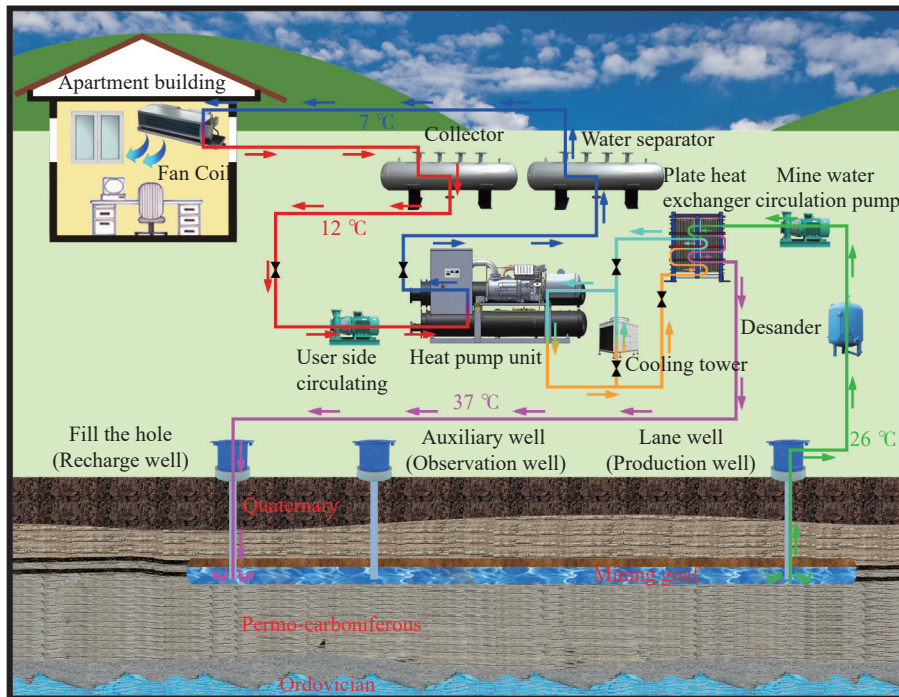 Apartment building
7 ℃
Collector
Water separator
Fan Coil
Plate heat
exchanger
Mine water
circulation pump
12 ℃
User side
circulating
Heat pump unit
Cooling tower
Desander
37 ℃
Fill the hole
(Recharge well)
Auxiliary well
(Observation well)
Lane well
(Production well)
26 ℃
Quaternary
Mining goaf
Permo-carboniferous
Ordovician